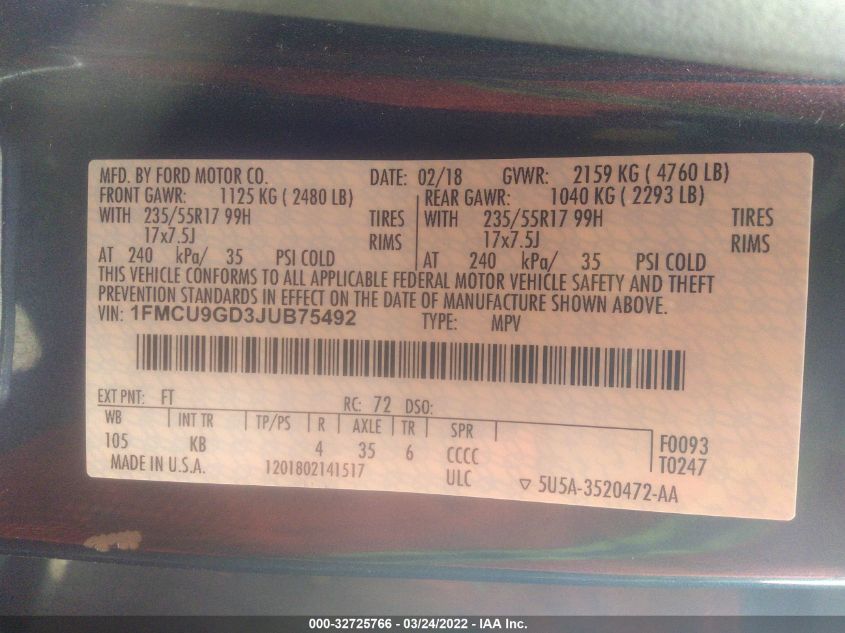 MFD. BY FORD MOTOR CO. DATE: 02/18 GVWR: 2159 KG ( 4760 LB)
FRONT GAWR: 1125 KG ( 2480 LB) REAR GAWR: 1040 KG ( 2293 LB)
WITH 235/55R17 99H TIRES WITH 235/55R17 99H TIRES
17x7.5J RIMS 17x7.5J RIMS
AT 240 kPa/ 35 PSI COLD AT 240 kPa/ 35 PSI COLD
THIS VEHICLE CONFORMS TO ALL APPLICABLE FEDERAL MOTOR VEHICLE SAFETY AND THEFT
PREVENTION STANDARDS IN EFFECT ON THE DATE OF MANUFACTURE SHOWN ABOVE.
VIN: 1FMCU9GD3JUB75492 TYPE: MPV
EXT PNT: FT RC: 72 DSO:
WB INT TR TP/PS R AXLE TR SPR
105 KB 4 35 6 CCCC F0093
MADE IN U.S.A. 1201802141517 ULC T0247
▽ 5U5A-3520472-AA
000-32725766 - 03/24/2022 - IAA Inc.